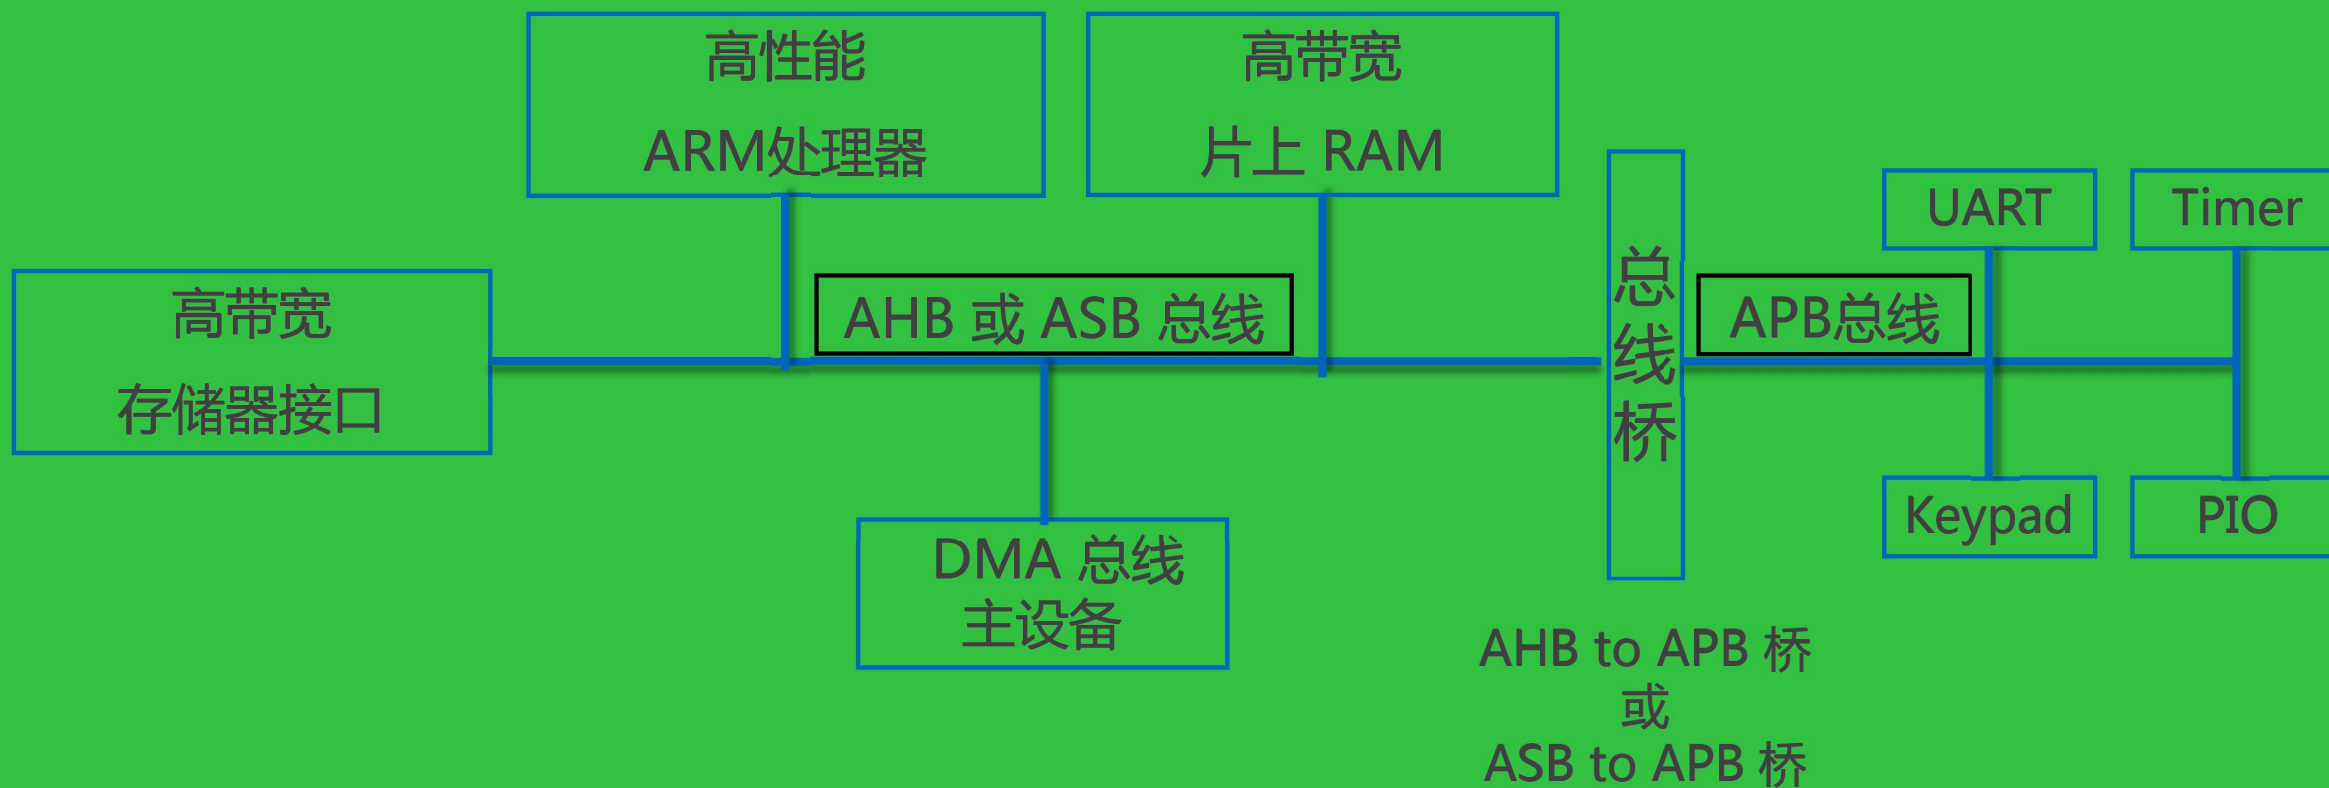 高性能
ARM处理器
高带宽
片上 RAM
高带宽
存储器接口
AHB 或 ASB 总线
DMA 总线
主设备
总线桥
APB总线
UART
Timer
Keypad
PIO
AHB to APB 桥
或
ASB to APB 桥